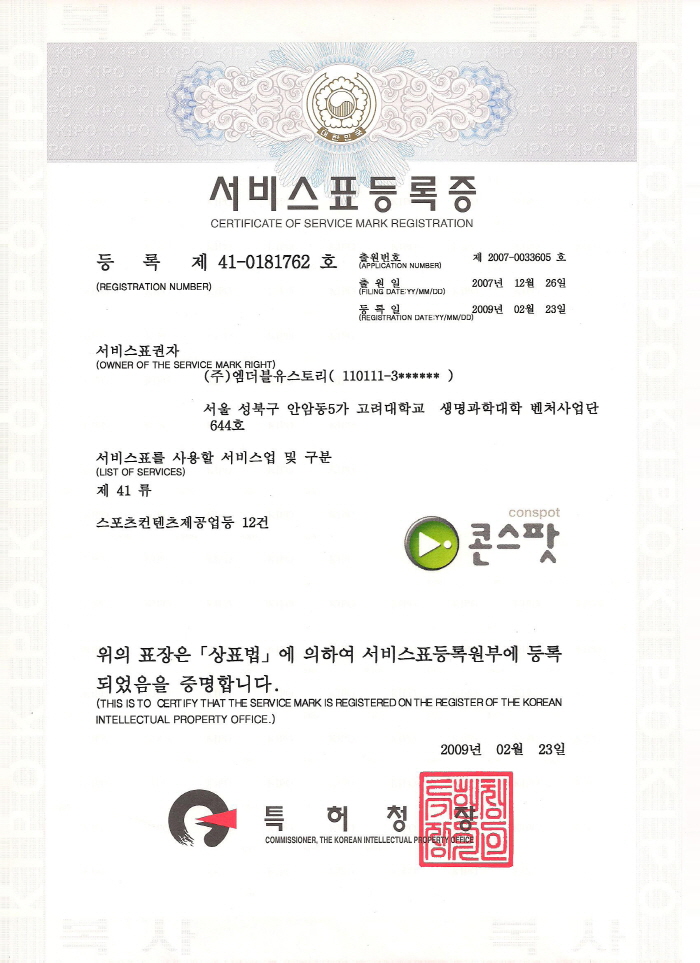 대한민국
서비스표등록증
CERTIFICATE OF SERVICE MARK REGISTRATION
등 록 제 41-0181762 호
(REGISTRATION NUMBER)
출원번호 제 2007-0033605 호
(APPLICATION NUMBER)
출 원 일 2007년 12월 26일
(FILING DATE:YY/MM/DD)
등 록 일 2009년 02월 23일
(REGISTRATION DATE:YY/MM/DD)
서비스표권자
(OWNER OF THE SERVICE MARK RIGHT)
(주)엠더블유스토리( 110111-3****** )
서울 성북구 안암동5가 고려대학교 생명과학대학 벤처사업단
644호
서비스표를 사용할 서비스업 및 구분
(LIST OF SERVICES)
제 41 류
스포츠컨텐츠제공업등 12건
conspot
콘스팟
위의 표장은 「상표법」에 의하여 서비스표등록원부에 등록
되었음을 증명합니다.
(THIS IS TO CERTIFY THAT THE SERVICE MARK IS REGISTERED ON THE REGISTER OF THE KOREAN
INTELLECTUAL PROPERTY OFFICE.)
2009년 02월 23일
특 허 청 장
COMMISSIONER, THE KOREAN INTELLECTUAL PROPERTY OFFICE